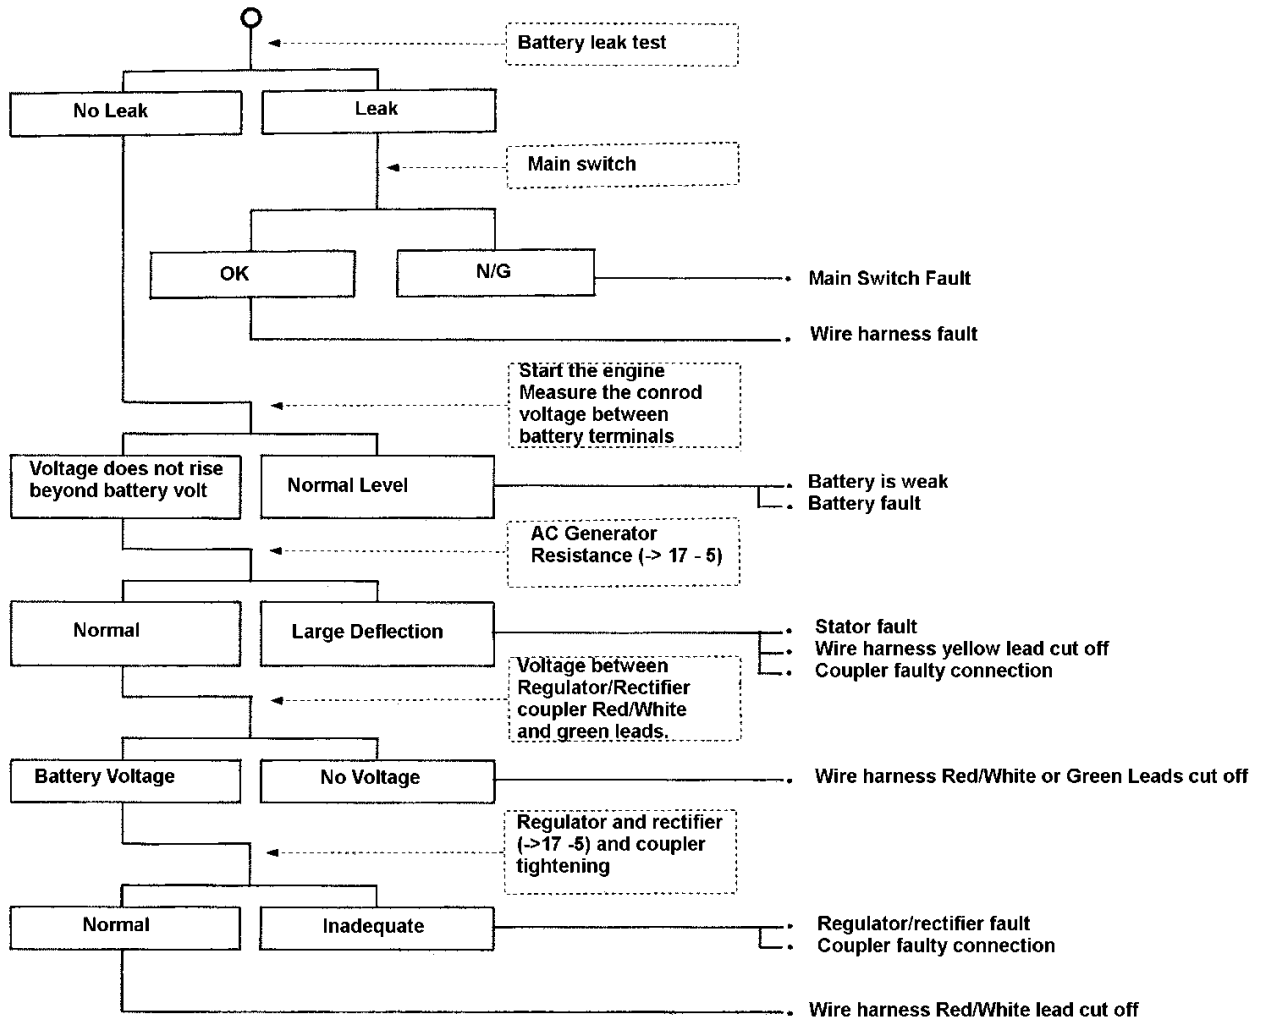 Battery leak test
No Leak
Leak
Main switch
OK
N/G
Main Switch Fault
Wire harness fault
Start the engine
Measure the conrod
voltage between
battery terminals
Voltage does not rise
beyond battery volt
Normal Level
Battery is weak
Battery fault
AC Generator
Resistance (-> 17 - 5)
Normal
Large Deflection
Stator fault
Wire harness yellow lead cut off
Coupler faulty connection
Voltage between
Regulator/Rectifier
coupler Red/White
and green leads.
Battery Voltage
No Voltage
Wire harness Red/White or Green Leads cut off
Regulator and rectifier
(->17 -5) and coupler
tightening
Normal
Inadequate
Regulator/rectifier fault
Coupler faulty connection
Wire harness Red/White lead cut off